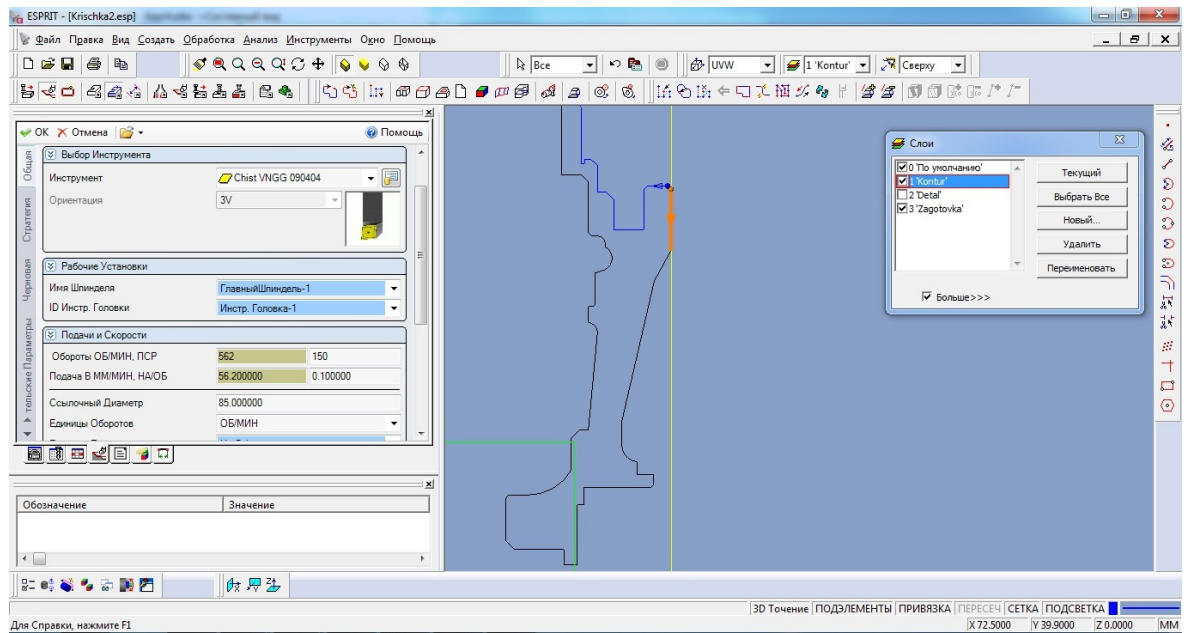 ESPRIT - [Krischka2.esp]
Файл Правка Вид Создать Обработка Анализ Инструменты Окно Помощь
Все UVW 1 'Kontur' Сверху
OK Отмена Помощь
Выбор Инструмента
Инструмент Chist VNGG 090404
Ориентация 3V
Рабочие Установки
Имя Шпинделя ГлавныйШпиндель-1
ID Инстр. Головки Инстр. Головка-1
Подачи и Скорости
Обороты ОБ/МИН, ПСР 562 150
Подача В ММ/МИН, НА/ОБ 56.200000 0.100000
Ссылочный Диаметр 85.000000
Единицы Оборотов ОБ/МИН
Общая
Стратегия
Черновая
тельские Параметры
Обозначение Значение
Слои
0 'По умолчанию'
1 'Kontur'
2 'Detal'
3 'Zagotovka'
Текущий
Выбрать Все
Новый...
Удалить
Переименовать
Больше>>>
3D Точение ПОДЭЛЕМЕНТЫ ПРИВЯЗКА ПЕРЕСЕЧ СЕТКА ПОДСВЕТКА
Для Справки, нажмите F1 X 72.5000 Y 39.9000 Z 0.0000 MM